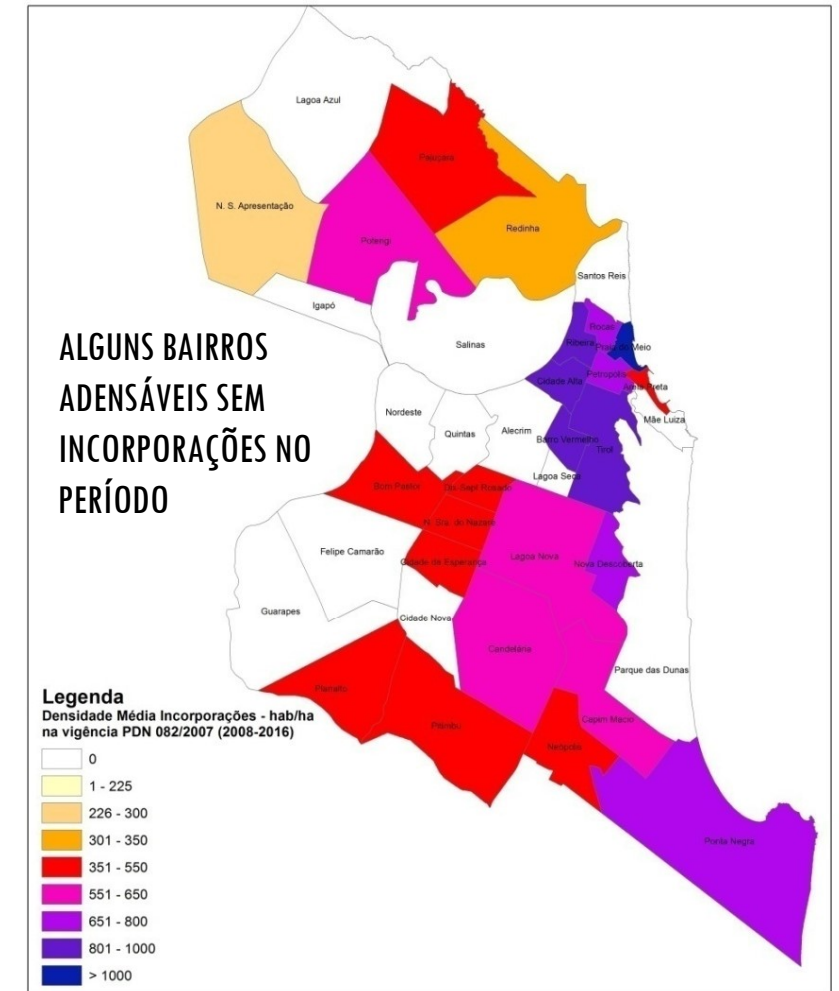 Lagoa Azul
Pajuçara
N. S. Apresentação
Redinha
Potengi
Santos Reis
Igapó
Rocas
Salinas
Ribeira
Praia do Meio
ALGUNS BAIRROS
ADENSÁVEIS SEM
INCORPORAÇÕES NO
PERÍODO
Petropolis
Cidade Alta
Areia Preta
Nordeste
Mãe Luiza
Quintas
Alecrim
Barro Vermelho
Tirol
Lagoa Seca
Bom Pastor
Dix-Sept Rosado
N. Sra. de Nazaré
Felipe Camarão
Lagoa Nova
Cidade da Esperança
Nova Descoberta
Guarapes
Cidade Nova
Candelária
Parque das Dunas
Planalto
Pitimbu
Capim Macio
Neópolis
Ponta Negra
Legenda
Densidade Média Incorporações - hab/ha
na vigência PDN 082/2007 (2008-2016)
0
1 - 225
226 - 300
301 - 350
351 - 550
551 - 650
651 - 800
801 - 1000
> 1000